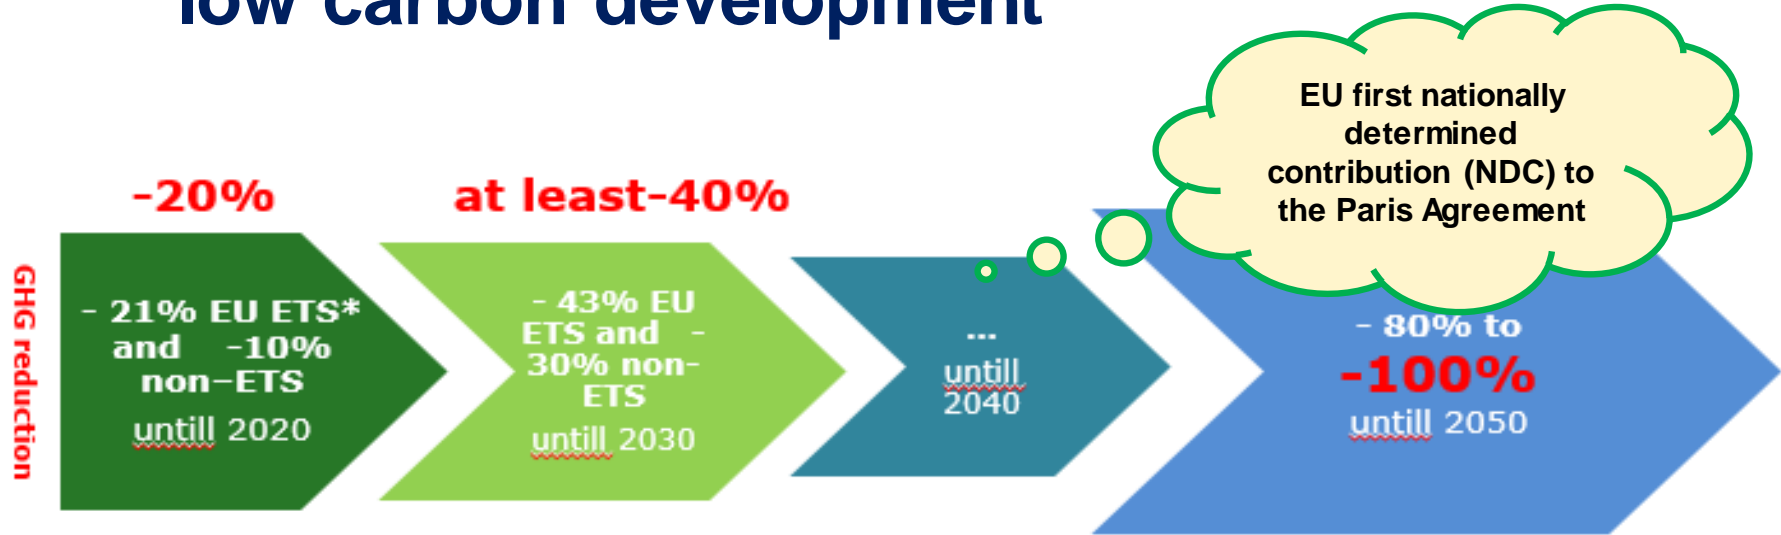 low carbon development
EU first nationally
determined
contribution (NDC) to
the Paris Agreement
-20%
at least-40%
GHG reduction
- 21% EU ETS*
and -10%
non-ETS
untill 2020
- 43% EU
ETS and -
30% non-
ETS
untill 2030
...
untill
2040
- 80% to
-100%
untill 2050